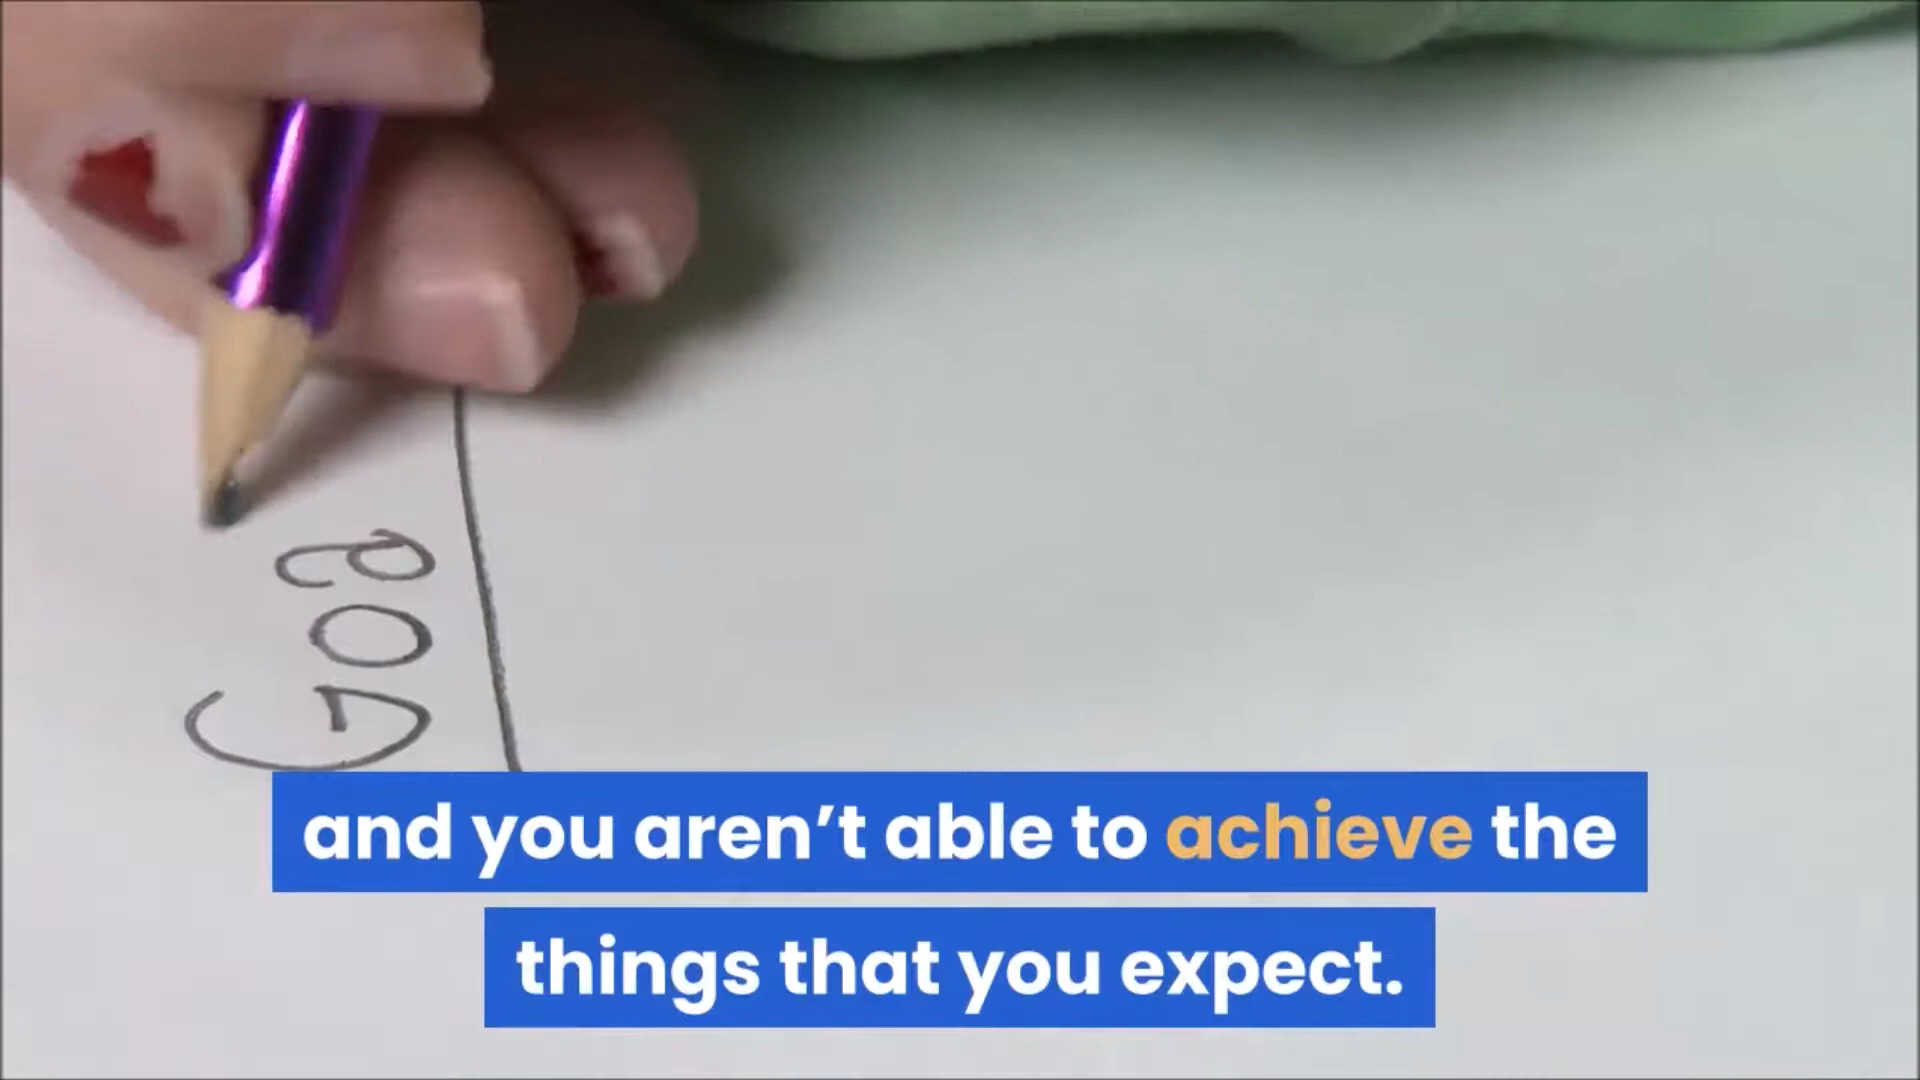 Goa
and you aren’t able to achieve the
things that you expect.